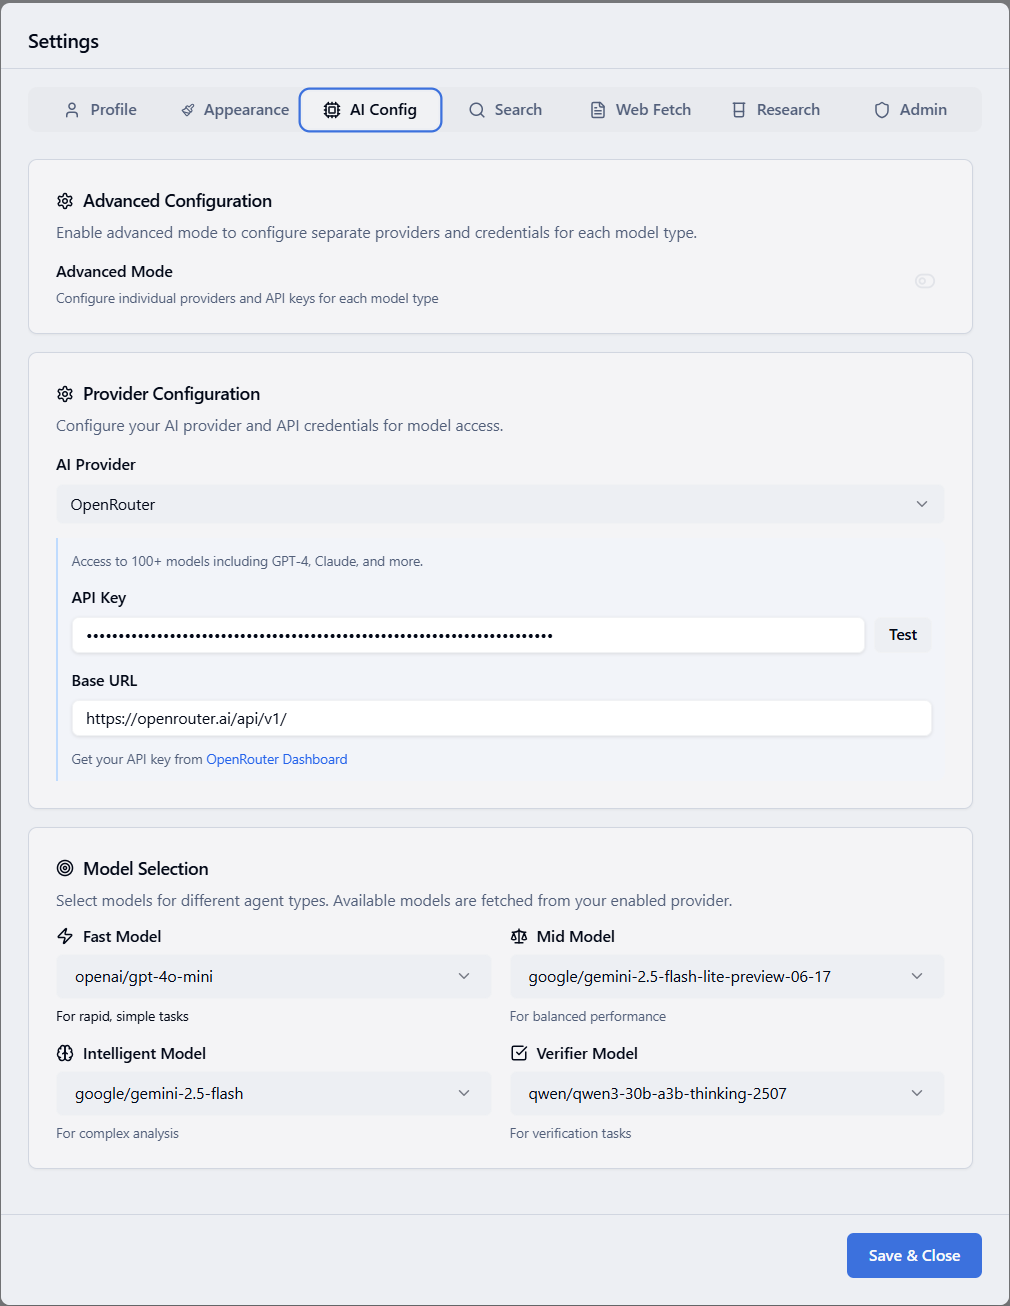 Settings
Profile Appearance AI Config Search Web Fetch Research Admin
Advanced Configuration
Enable advanced mode to configure separate providers and credentials for each model type.
Advanced Mode
Configure individual providers and API keys for each model type
Provider Configuration
Configure your AI provider and API credentials for model access.
AI Provider
OpenRouter
Access to 100+ models including GPT-4, Claude, and more.
API Key
Test
Base URL
https://openrouter.ai/api/v1/
Get your API key from OpenRouter Dashboard
Model Selection
Select models for different agent types. Available models are fetched from your enabled provider.
Fast Model
openai/gpt-4o-mini
For rapid, simple tasks
Mid Model
google/gemini-2.5-flash-lite-preview-06-17
For balanced performance
Intelligent Model
google/gemini-2.5-flash
For complex analysis
Verifier Model
qwen/qwen3-30b-a3b-thinking-2507
For verification tasks
Save & Close